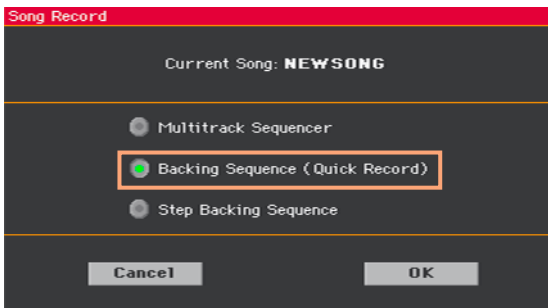 Song Record
Current Song: NEWSONG
Multitrack Sequencer
Backing Sequence (Quick Record)
Step Backing Sequence
Cancel OK